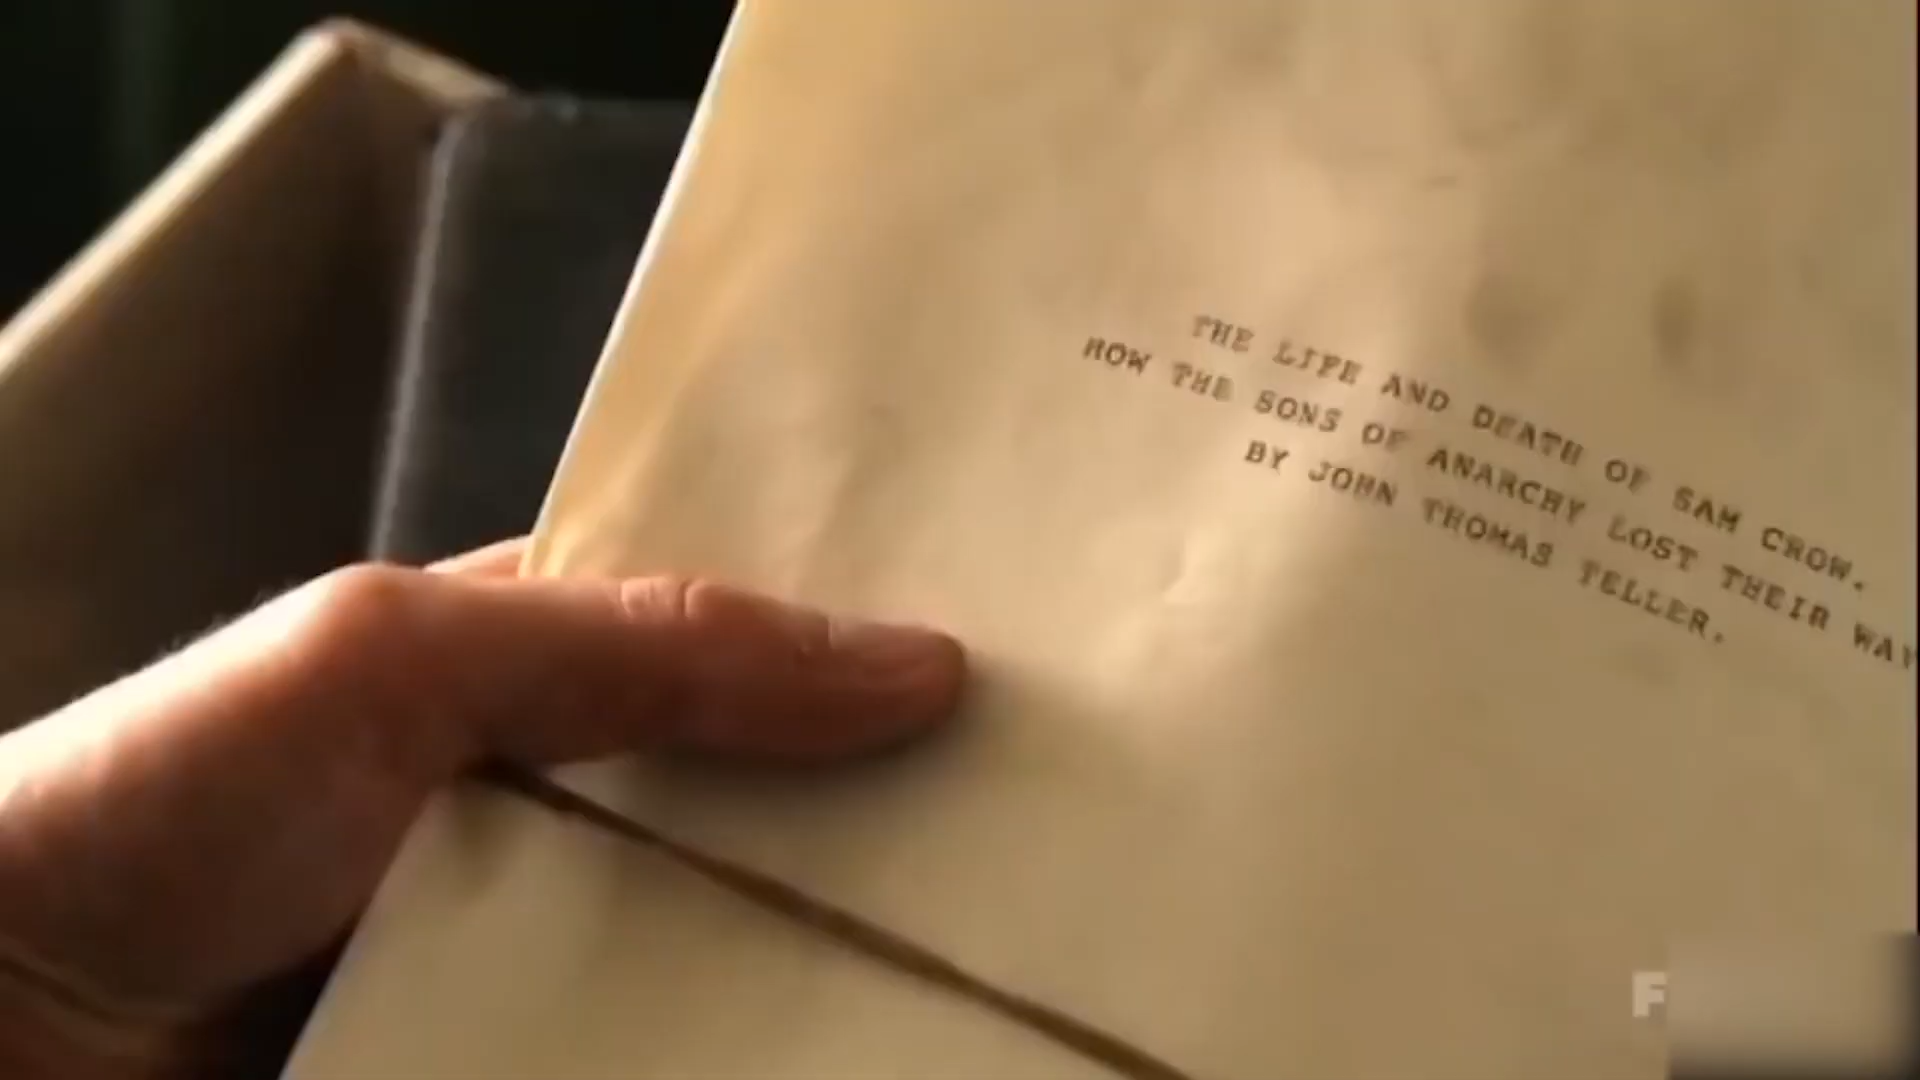 THE LIFE AND DEATH OF SAM CROW.
HOW THE SONS OF ANARCHY LOST THEIR WAY
BY JOHN THOMAS TELLER.
F